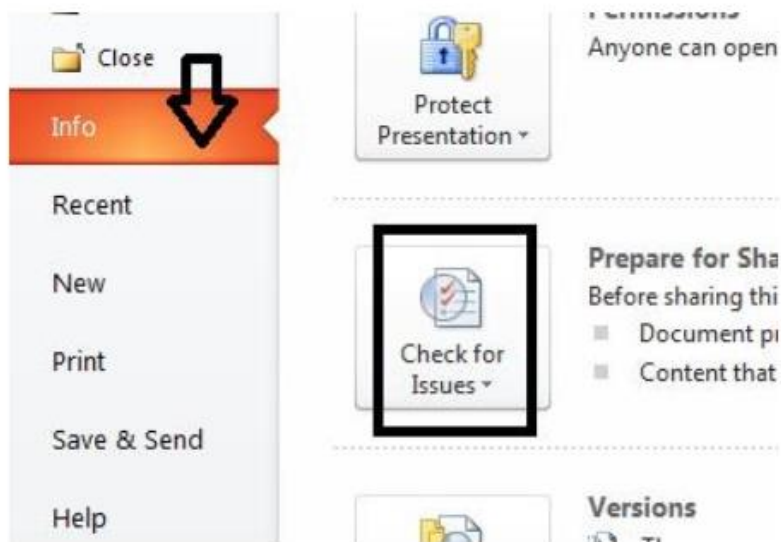 Close
Info
Recent
New
Print
Save & Send
Help
Protect
Presentation
Permissions
Anyone can open
Check for
Issues
Prepare for Sha
Before sharing thi
Document pr
Content that
Versions